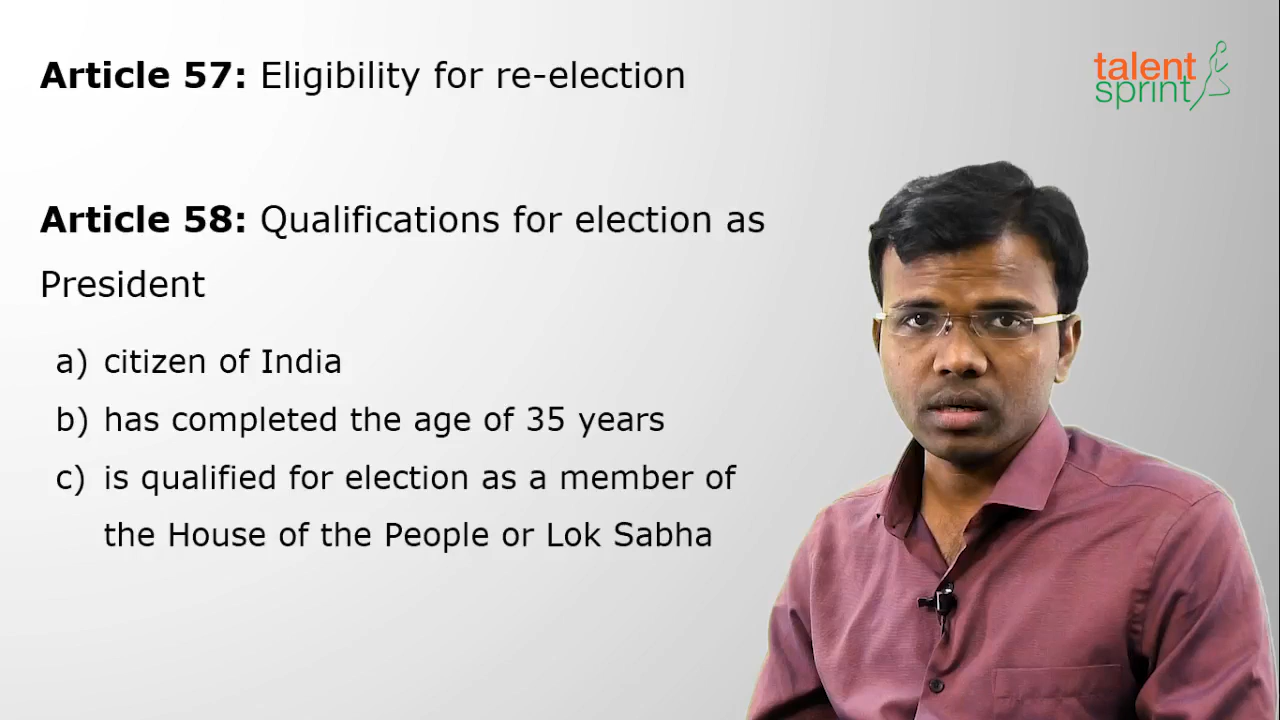 Article 57: Eligibility for re-election
talent
sprint
Article 58: Qualifications for election as
President
a) citizen of India
b) has completed the age of 35 years
c) is qualified for election as a member of
the House of the People or Lok Sabha